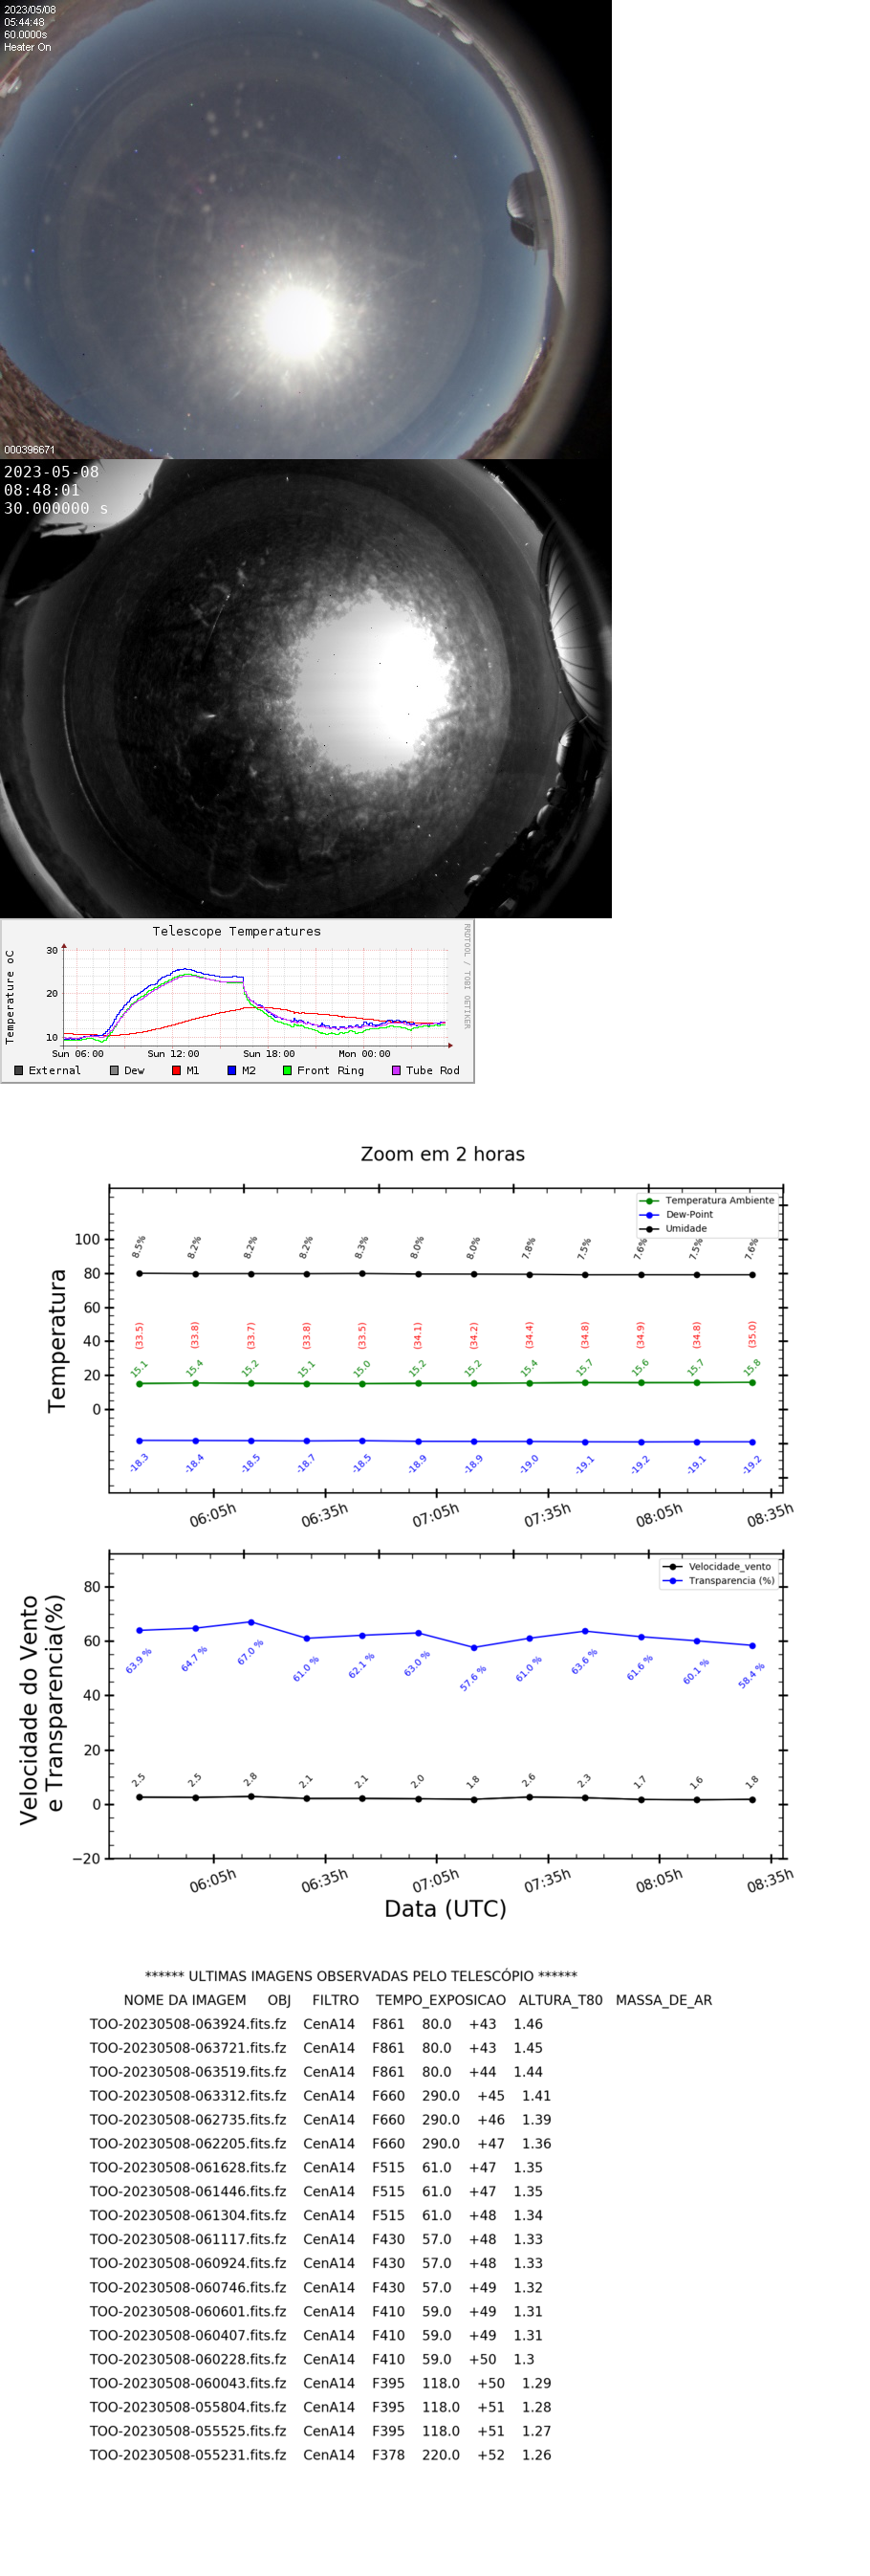 2023/05/08
05:44:48
60.0000s
Heater On
000396671
2023-05-08
08:48:01
30.000000 s
Telescope Temperatures
RRDTOOL / TOBI OETIKER
Temperature oC
30
20
10
Sun 06:00 Sun 12:00 Sun 18:00 Mon 00:00
External Dew M1 M2 Front Ring Tube Rod
Zoom em 2 horas
Temperatura Ambiente
Dew-Point
Umidade
Temperatura
100
80
60
40
20
0
8.5% 8.2% 8.2% 8.2% 8.3% 8.0% 8.0% 7.8% 7.5% 7.6% 7.5% 7.6%
(33.5) (33.8) (33.7) (33.8) (33.5) (34.1) (34.2) (34.4) (34.8) (34.9) (34.8) (35.0)
15.1 15.4 15.2 15.1 15.0 15.2 15.2 15.4 15.7 15.6 15.7 15.8
-18.3 -18.4 -18.5 -18.7 -18.5 -18.9 -18.9 -19.0 -19.1 -19.2 -19.1 -19.2
06:05h 06:35h 07:05h 07:35h 08:05h 08:35h
Velocidade_vento
Transparencia (%)
Velocidade do Vento
e Transparencia(%)
80
60
40
20
0
−20
63.9 % 64.7 % 67.0 % 61.0 % 62.1 % 63.0 % 57.6 % 61.0 % 63.6 % 61.6 % 60.1 % 58.4 %
2.5 2.5 2.8 2.1 2.1 2.0 1.8 2.6 2.3 1.7 1.6 1.8
06:05h 06:35h 07:05h 07:35h 08:05h 08:35h
Data (UTC)
****** ULTIMAS IMAGENS OBSERVADAS PELO TELESCÓPIO ******
NOME DA IMAGEM OBJ FILTRO TEMPO_EXPOSICAO ALTURA_T80 MASSA_DE_AR
TOO-20230508-063924.fits.fz CenA14 F861 80.0 +43 1.46
TOO-20230508-063721.fits.fz CenA14 F861 80.0 +43 1.45
TOO-20230508-063519.fits.fz CenA14 F861 80.0 +44 1.44
TOO-20230508-063312.fits.fz CenA14 F660 290.0 +45 1.41
TOO-20230508-062735.fits.fz CenA14 F660 290.0 +46 1.39
TOO-20230508-062205.fits.fz CenA14 F660 290.0 +47 1.36
TOO-20230508-061628.fits.fz CenA14 F515 61.0 +47 1.35
TOO-20230508-061446.fits.fz CenA14 F515 61.0 +47 1.35
TOO-20230508-061304.fits.fz CenA14 F515 61.0 +48 1.34
TOO-20230508-061117.fits.fz CenA14 F430 57.0 +48 1.33
TOO-20230508-060924.fits.fz CenA14 F430 57.0 +48 1.33
TOO-20230508-060746.fits.fz CenA14 F430 57.0 +49 1.32
TOO-20230508-060601.fits.fz CenA14 F410 59.0 +49 1.31
TOO-20230508-060407.fits.fz CenA14 F410 59.0 +49 1.31
TOO-20230508-060228.fits.fz CenA14 F410 59.0 +50 1.3
TOO-20230508-060043.fits.fz CenA14 F395 118.0 +50 1.29
TOO-20230508-055804.fits.fz CenA14 F395 118.0 +51 1.28
TOO-20230508-055525.fits.fz CenA14 F395 118.0 +51 1.27
TOO-20230508-055231.fits.fz CenA14 F378 220.0 +52 1.26